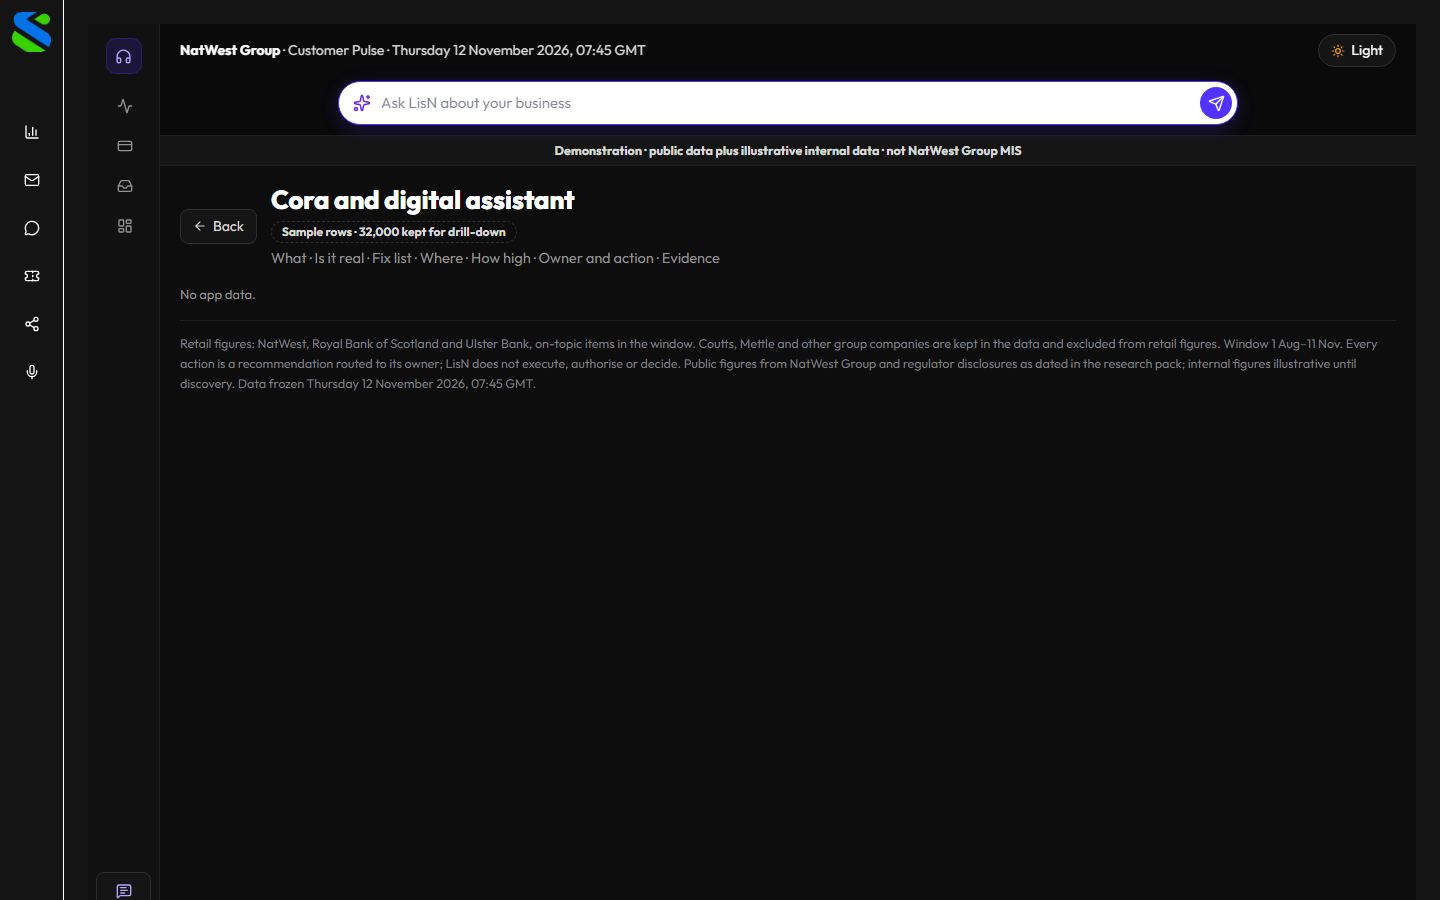 NatWest Group · Customer Pulse · Thursday 12 November 2026, 07:45 GMT
Light
Ask LisN about your business
Demonstration · public data plus illustrative internal data · not NatWest Group MIS
Back
Cora and digital assistant
Sample rows · 32,000 kept for drill-down
What · Is it real · Fix list · Where · How high · Owner and action · Evidence
No app data.
Retail figures: NatWest, Royal Bank of Scotland and Ulster Bank, on-topic items in the window. Coutts, Mettle and other group companies are kept in the data and excluded from retail figures. Window 1 Aug–11 Nov. Every
action is a recommendation routed to its owner; LisN does not execute, authorise or decide. Public figures from NatWest Group and regulator disclosures as dated in the research pack; internal figures illustrative until
discovery. Data frozen Thursday 12 November 2026, 07:45 GMT.